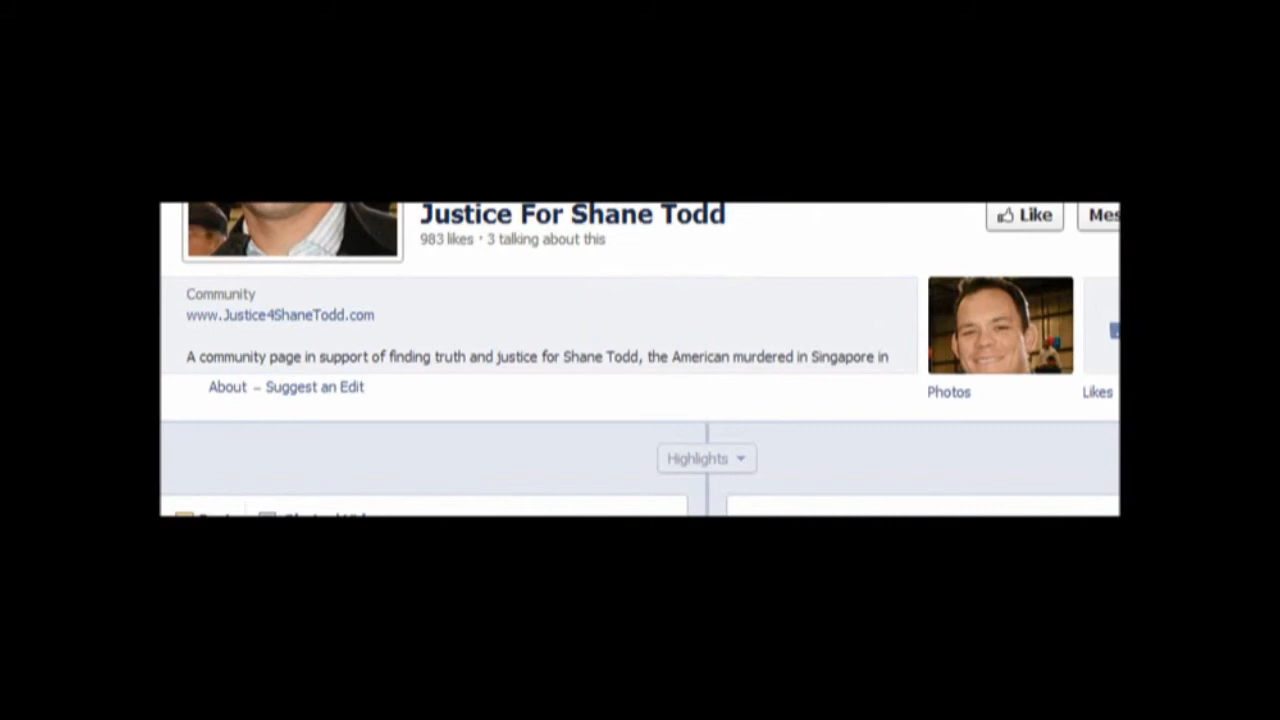 Justice For Shane Todd
Like
983 likes · 3 talking about this
Community
www.Justice4ShaneTodd.com
A community page in support of finding truth and justice for Shane Todd, the American murdered in Singapore in
About – Suggest an Edit
Photos
Likes
Highlights